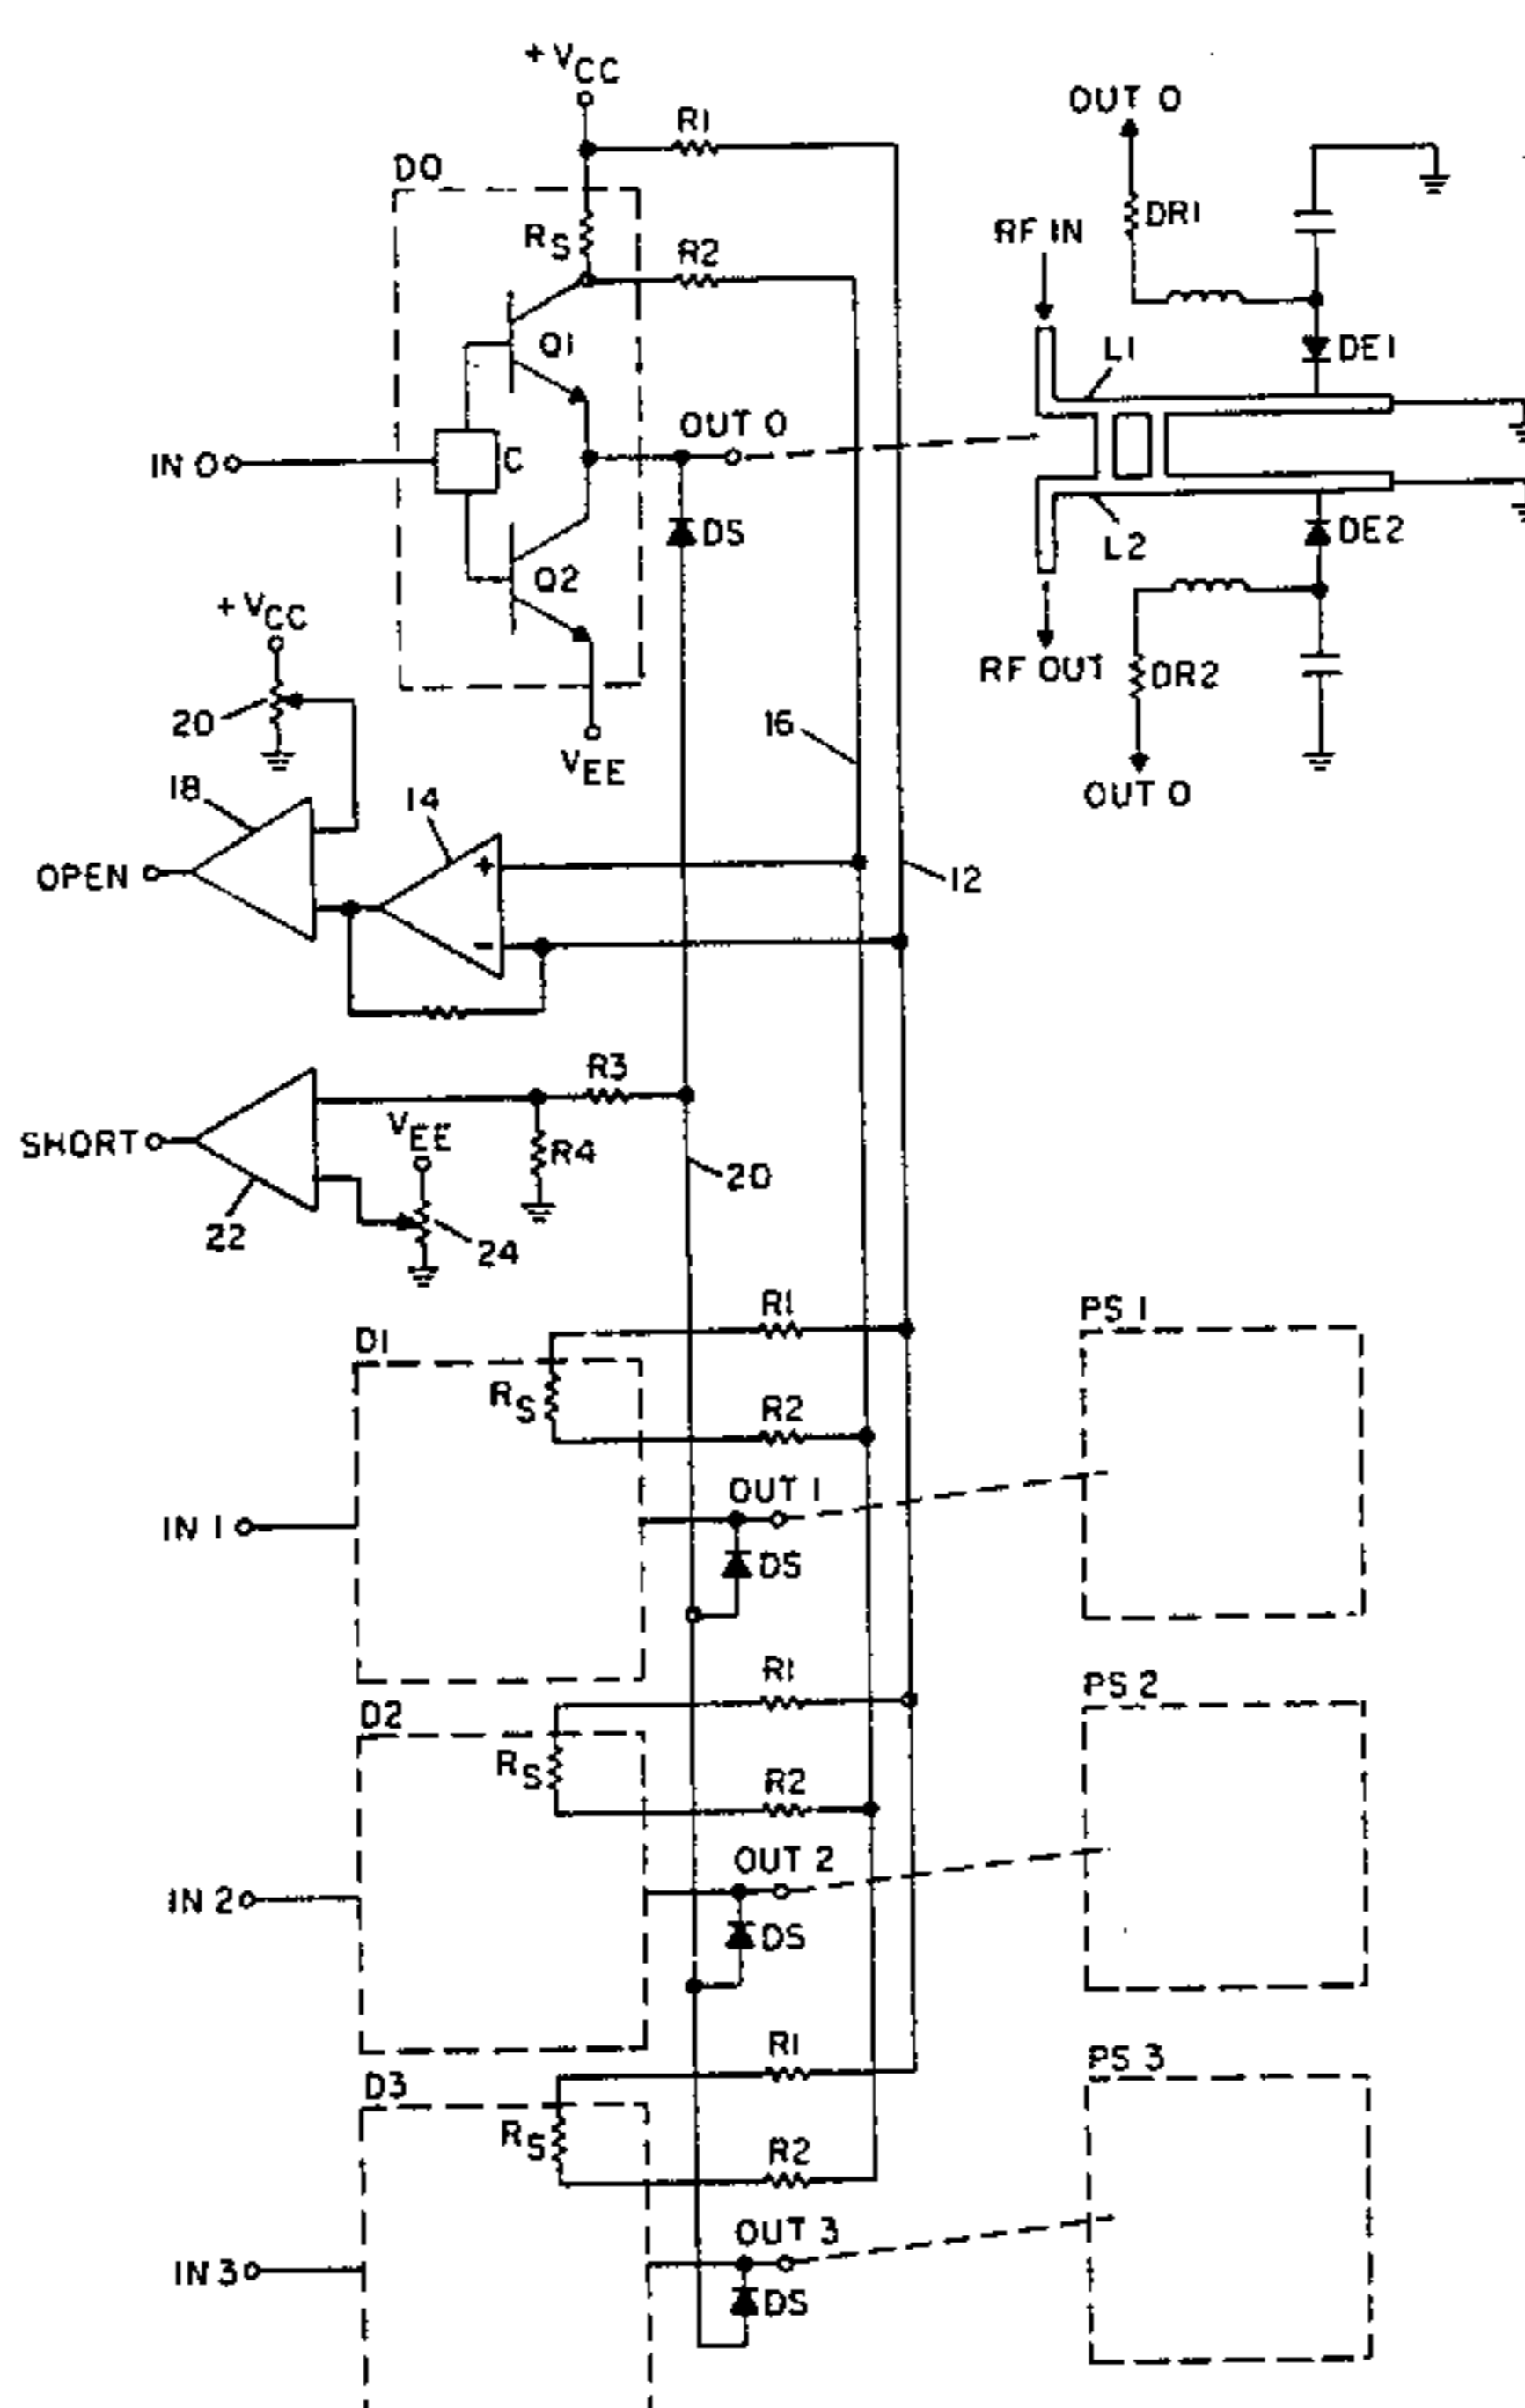 +VCC
R1
D0
RS
R2
Q1
IN 0
C
OUT 0
DS
Q2
+VCC
20
VEE
16
18
14
+
OPEN
12
-
R3
SHORT
VEE
R4
20
22
24
OUT 0
DR1
RF IN
L1
DE1
L2
DE2
RF OUT
DR2
OUT 0
R1
PS 1
D1
RS
R2
OUT 1
IN 1
DS
R1
PS 2
D2
RS
R2
OUT 2
IN 2
DS
R1
PS 3
D3
RS
R2
OUT 3
IN 3
DS